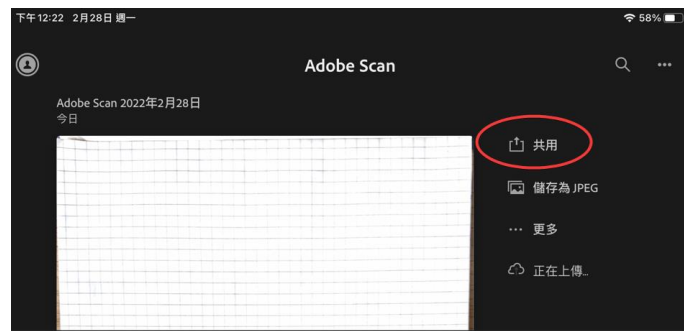 下午12:22 2月28日 週一
58%
Adobe Scan
Adobe Scan 2022年2月28日
今日
共用
儲存為 JPEG
更多
正在上傳...